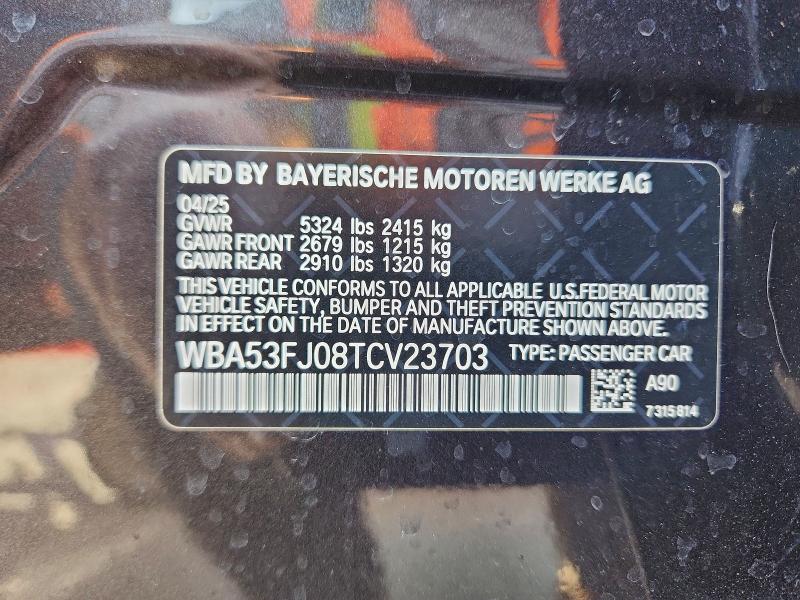 MFD BY BAYERISCHE MOTOREN WERKE AG
04/25
GVWR 5324 lbs 2415 kg
GAWR FRONT 2679 lbs 1215 kg
GAWR REAR 2910 lbs 1320 kg
THIS VEHICLE CONFORMS TO ALL APPLICABLE U.S.FEDERAL MOTOR
VEHICLE SAFETY, BUMPER AND THEFT PREVENTION STANDARDS
IN EFFECT ON THE DATE OF MANUFACTURE SHOWN ABOVE.
WBA53FJ08TCV23703 TYPE: PASSENGER CAR
A90
7315814